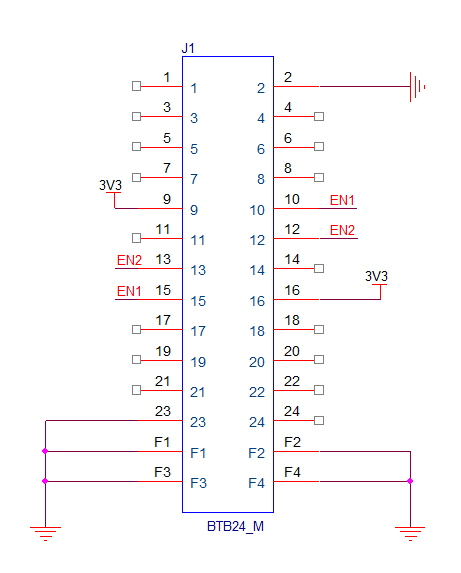 J1
1 1 2 2
3 3 4 4
5 5 6 6
7 7 8 8
3V3 9 9 10 10 EN1
11 11 12 12 EN2
EN2 13 13 14 14
EN1 15 15 16 16 3V3
17 17 18 18
19 19 20 20
21 21 22 22
23 23 24 24
F1 F1 F2 F2
F3 F3 F4 F4
BTB24_M